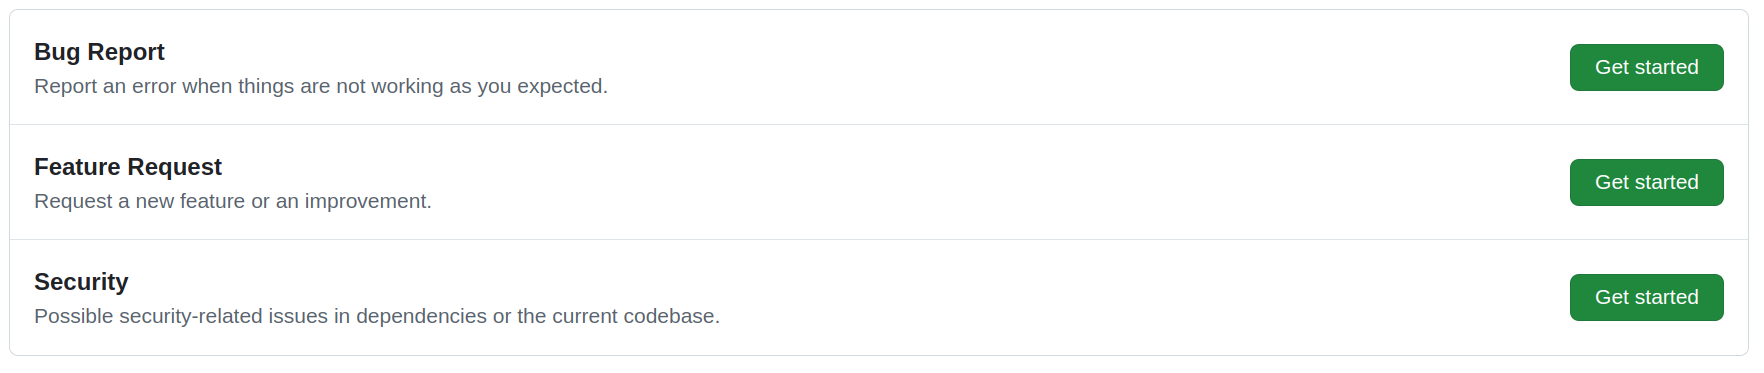 Bug Report
Report an error when things are not working as you expected.
Get started
Feature Request
Request a new feature or an improvement.
Get started
Security
Possible security-related issues in dependencies or the current codebase.
Get started